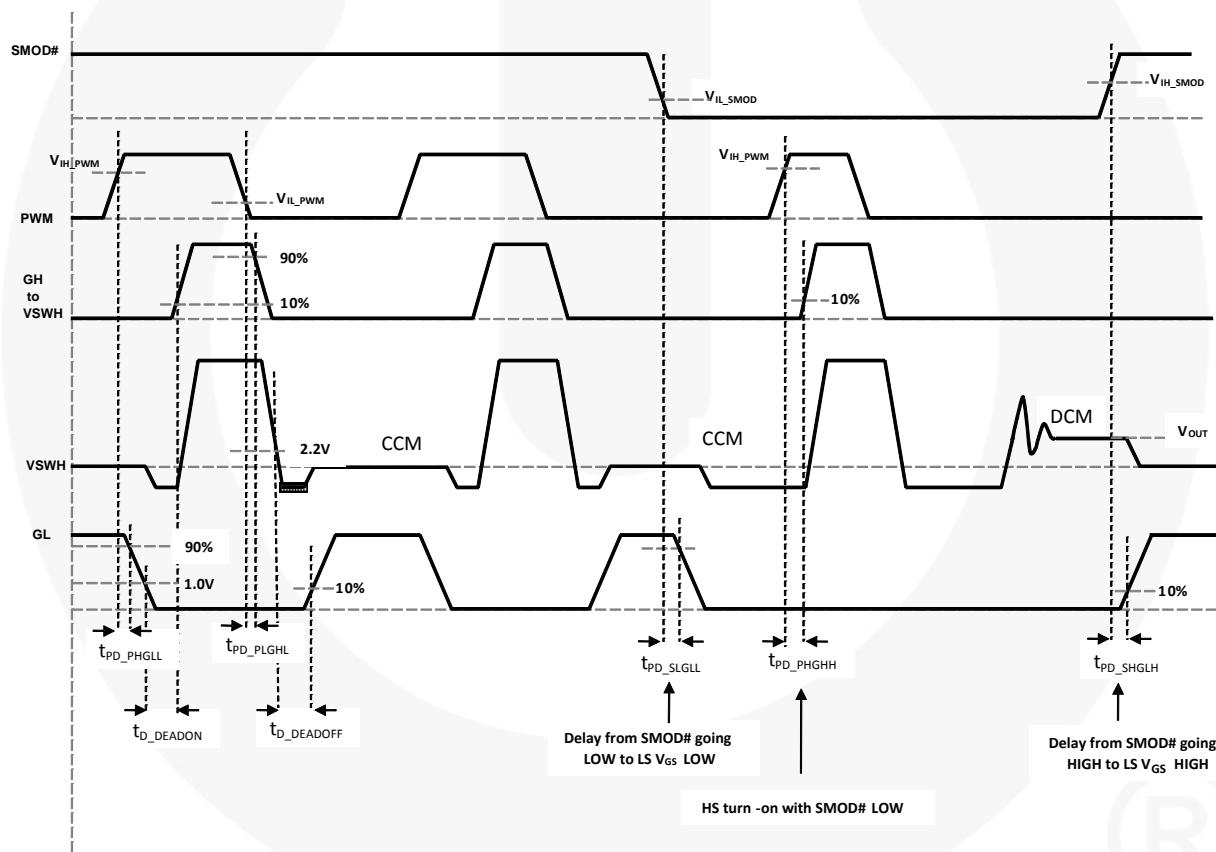 SMOD#
V_IL_SMOD
V_IH_SMOD
V_IH_PWM
V_IL_PWM
V_IH_PWM
PWM
90%
GH
to
VSWH
10%
10%
2.2V
CCM
CCM
DCM
V_OUT
VSWH
GL
90%
1.0V
10%
10%
t_PD_PHGLL
t_PD_PLGHL
t_PD_SLGLL
t_PD_PHGHH
t_PD_SHGLH
t_D_DEADON
t_D_DEADOFF
Delay from SMOD# going
LOW to LS V_GS LOW
Delay from SMOD# going
HIGH to LS V_GS HIGH
HS turn -on with SMOD# LOW
®